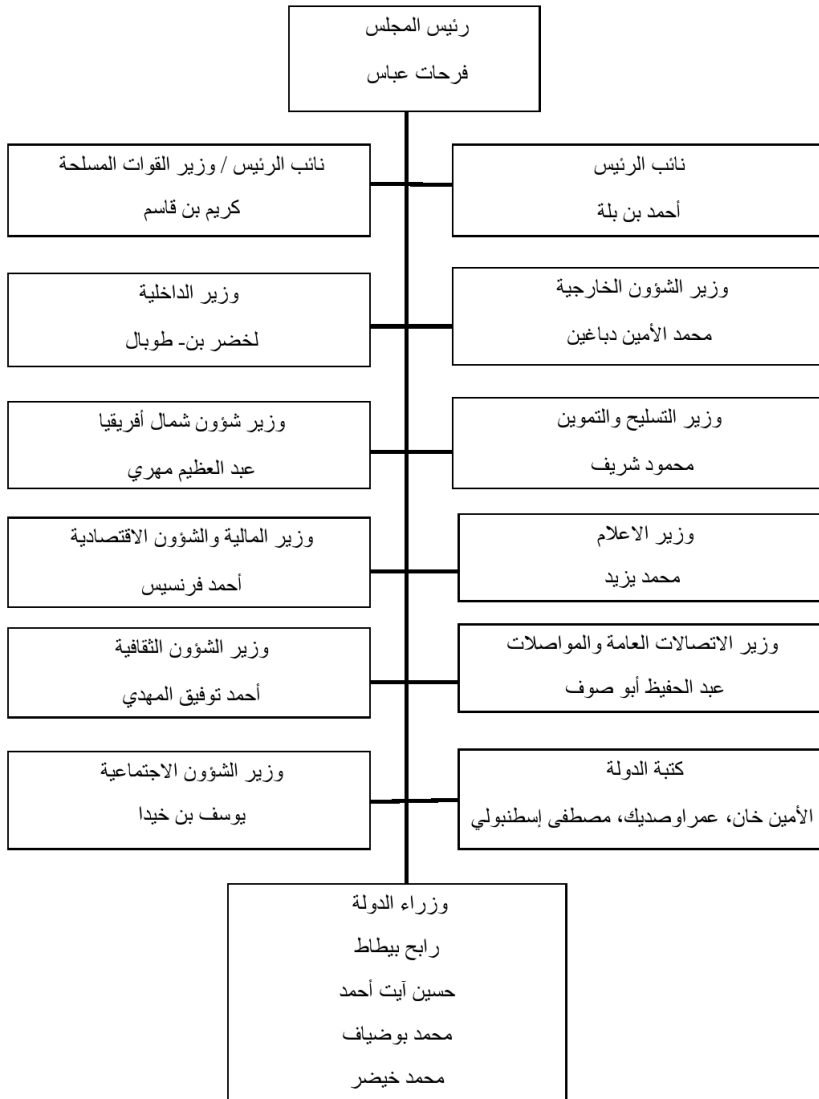 رئيس المجلس
فرحات عباس
نائب الرئيس / وزير القوات المسلحة
كريم بن قاسم
نائب الرئيس
أحمد بن بلة
وزير الداخلية
لخضر بن- طوبال
وزير الشؤون الخارجية
محمد الأمين دباغين
وزير شؤون شمال أفريقيا
عبد العظيم مهري
وزير التسليح والتموين
محمود شريف
وزير المالية والشؤون الاقتصادية
أحمد فرنسيس
وزير الاعلام
محمد يزيد
وزير الشؤون الثقافية
أحمد توفيق المهدي
وزير الاتصالات العامة والمواصلات
عبد الحفيظ أبو صوف
وزير الشؤون الاجتماعية
يوسف بن خيدا
كتبة الدولة
الأمين خان، عمراوصديك، مصطفى إسطنبولي
وزراء الدولة
رابح بيطاط
حسين آيت أحمد
محمد بوضياف
محمد خيضر